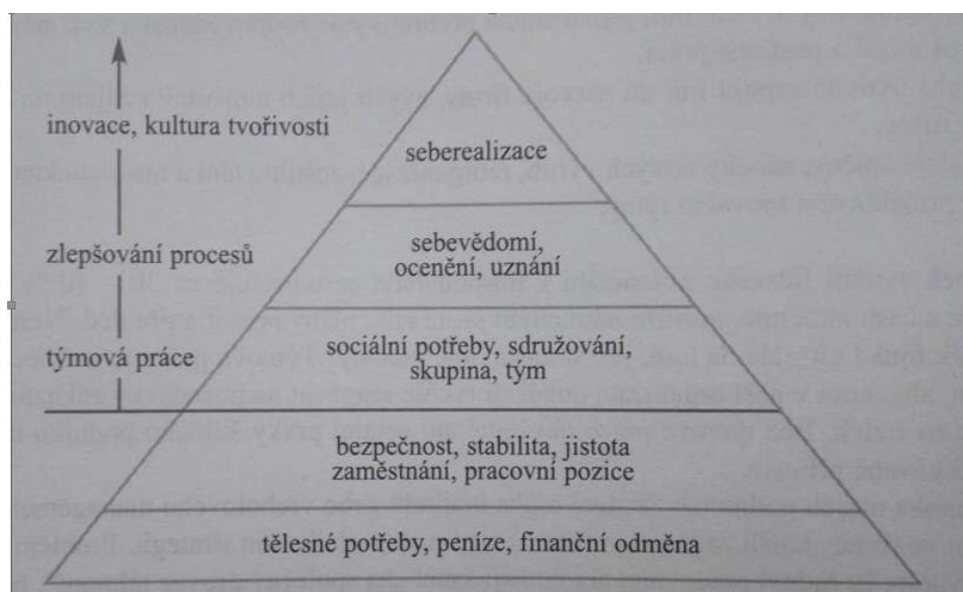 inovace, kultura tvořivosti
seberealizace
zlepšování procesů
sebevědomí,
ocenění, uznání
týmová práce
sociální potřeby, sdružování,
skupina, tým
bezpečnost, stabilita, jistota
zaměstnání, pracovní pozice
tělesné potřeby, peníze, finanční odměna